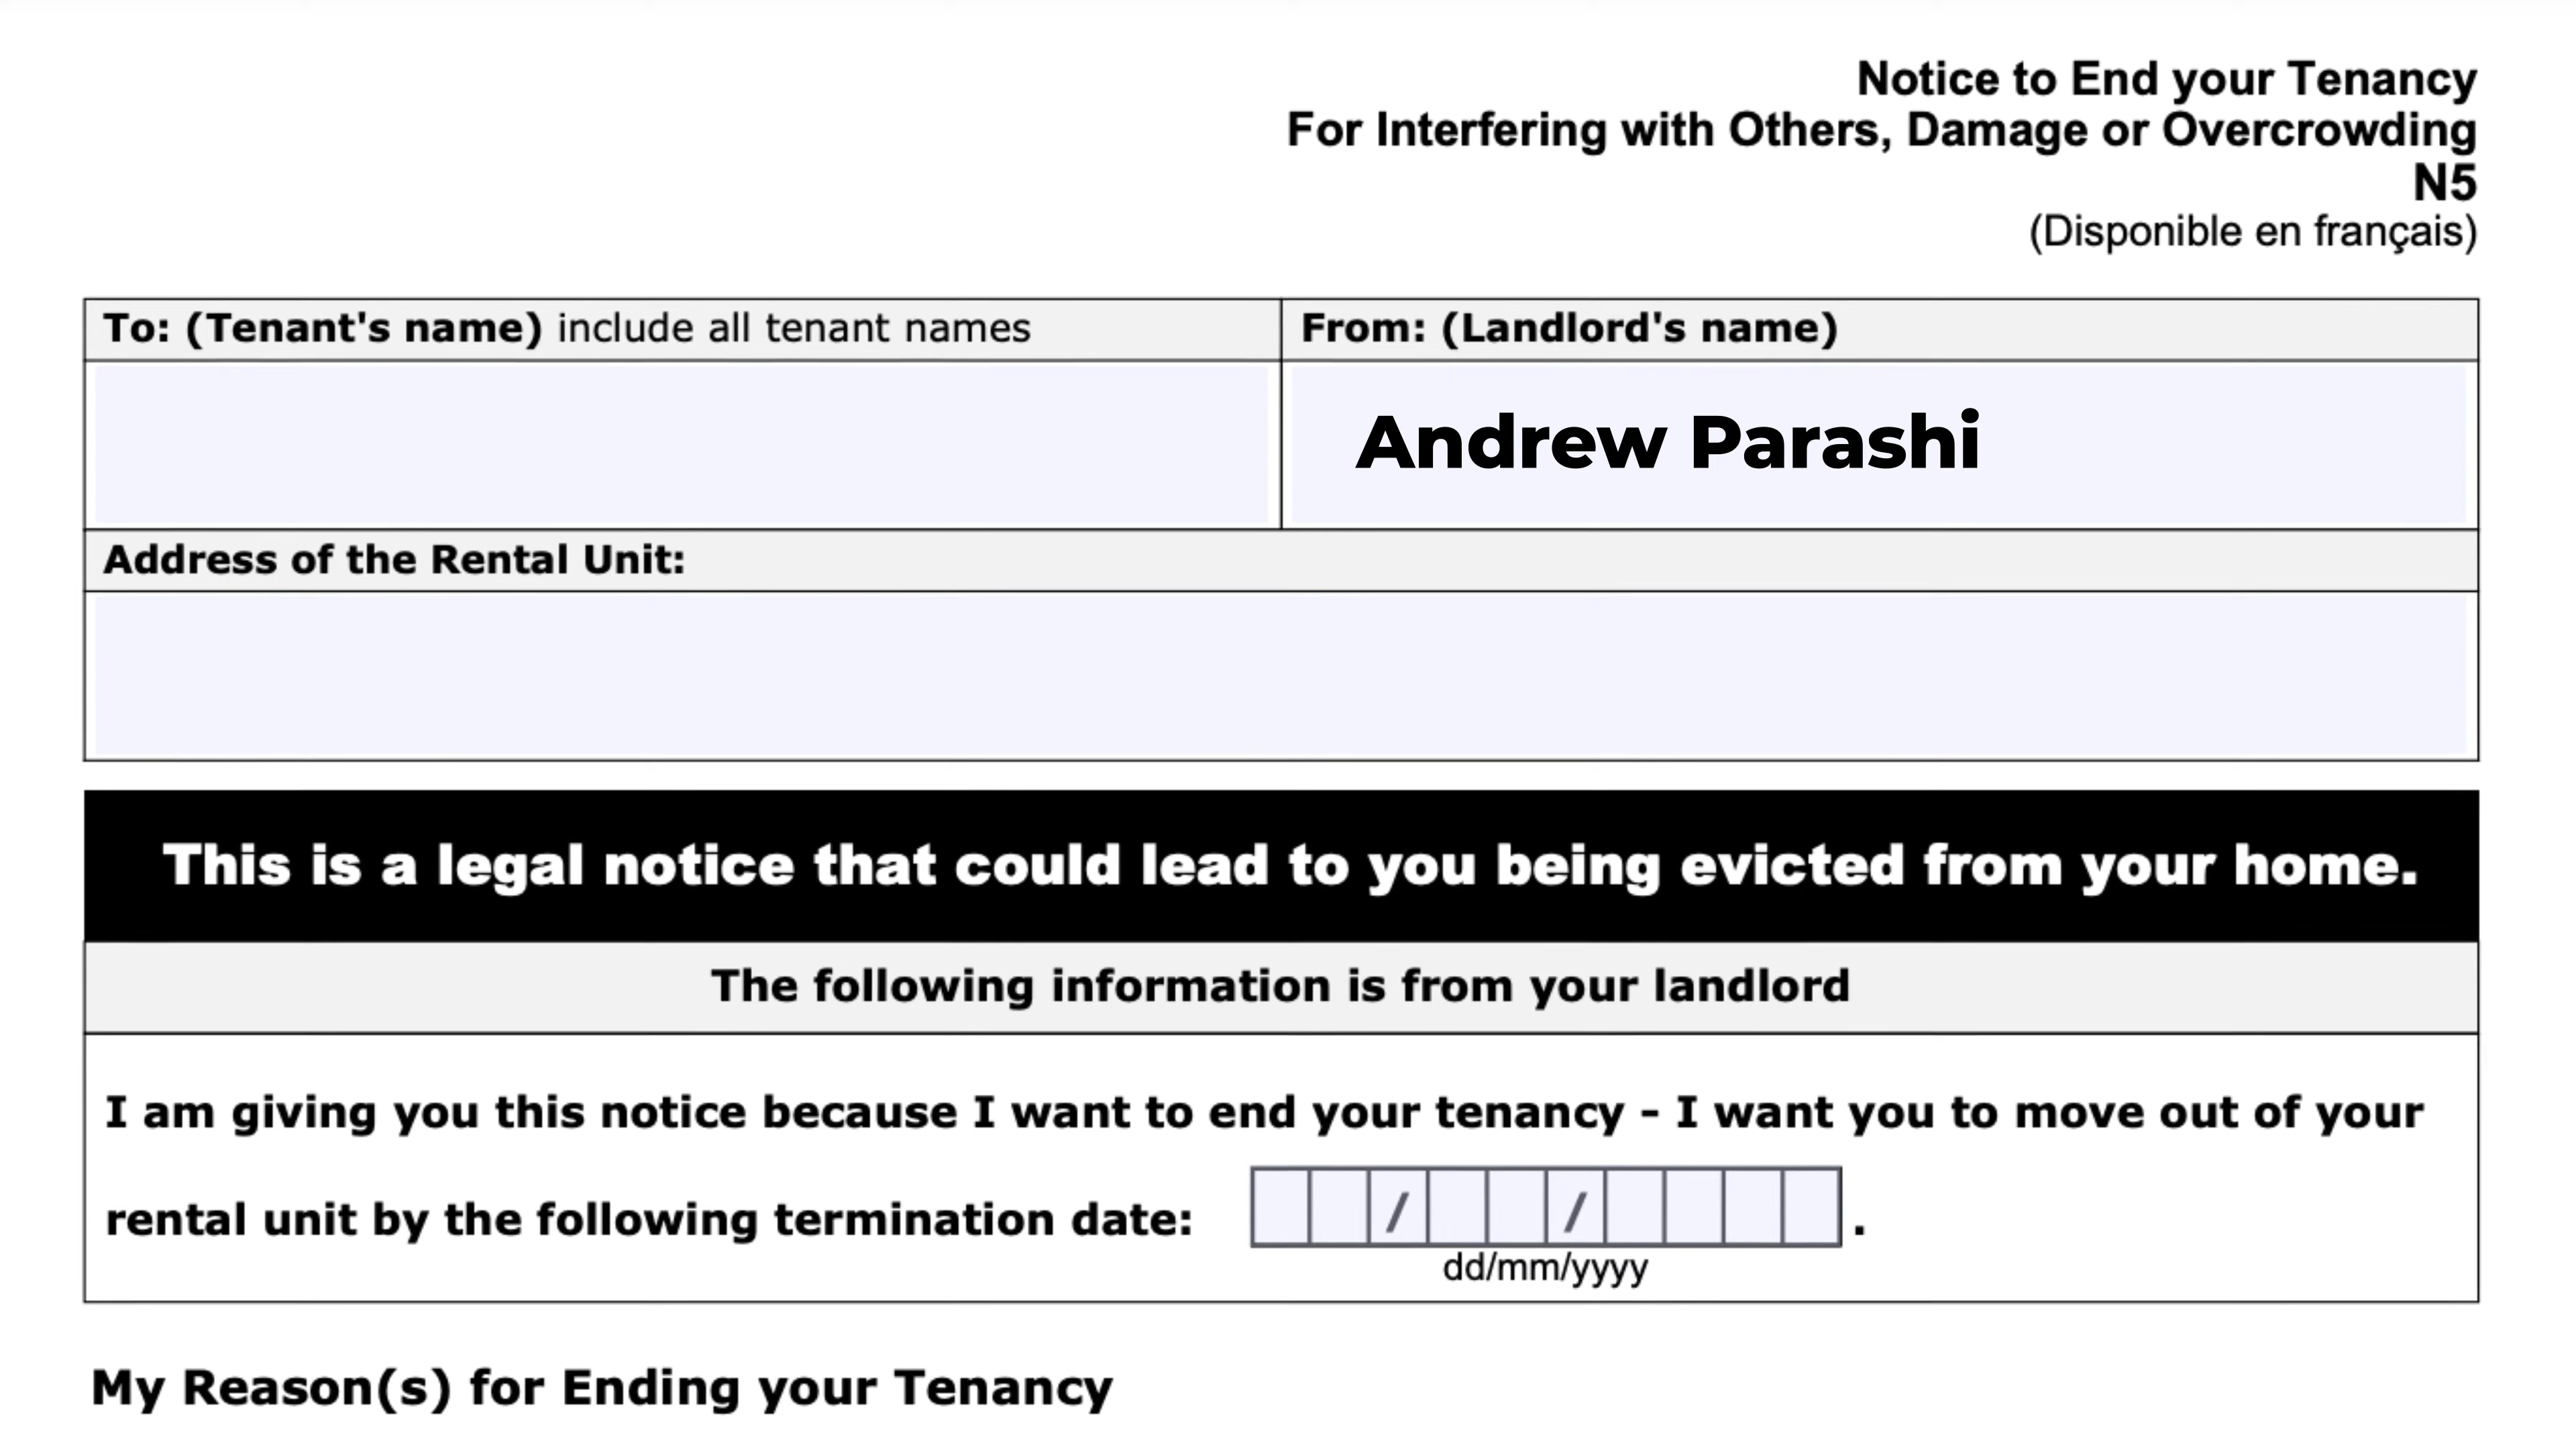 Notice to End your Tenancy
For Interfering with Others, Damage or Overcrowding
N5
(Disponible en français)
To: (Tenant's name) include all tenant names
From: (Landlord's name)
Andrew Parashi
Address of the Rental Unit:
This is a legal notice that could lead to you being evicted from your home.
The following information is from your landlord
I am giving you this notice because I want to end your tenancy - I want you to move out of your
rental unit by the following termination date: / / .
dd/mm/yyyy
My Reason(s) for Ending your Tenancy